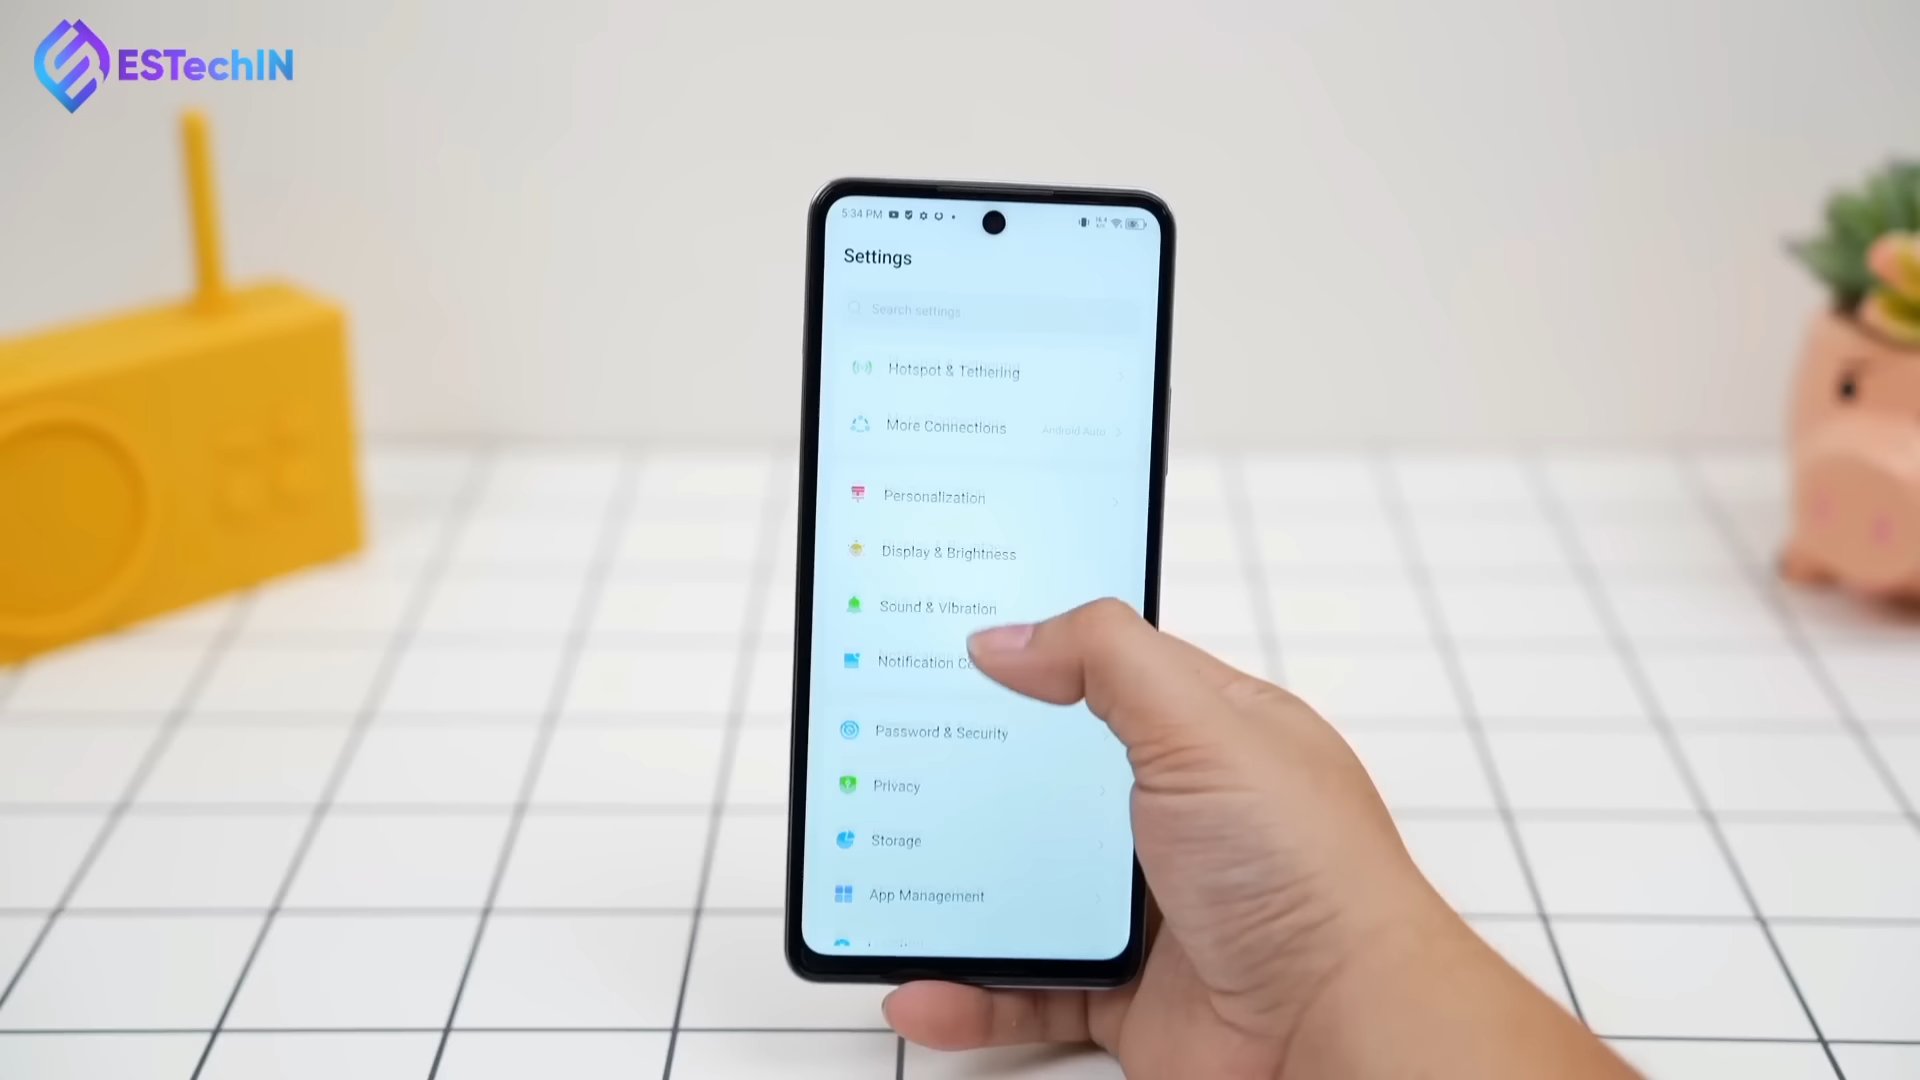 ESTechIN
5:34 PM
Settings
Search settings
Hotspot & Tethering
More Connections
Android Auto
Personalization
Display & Brightness
Sound & Vibration
Notification
Password & Security
Privacy
Storage
App Management